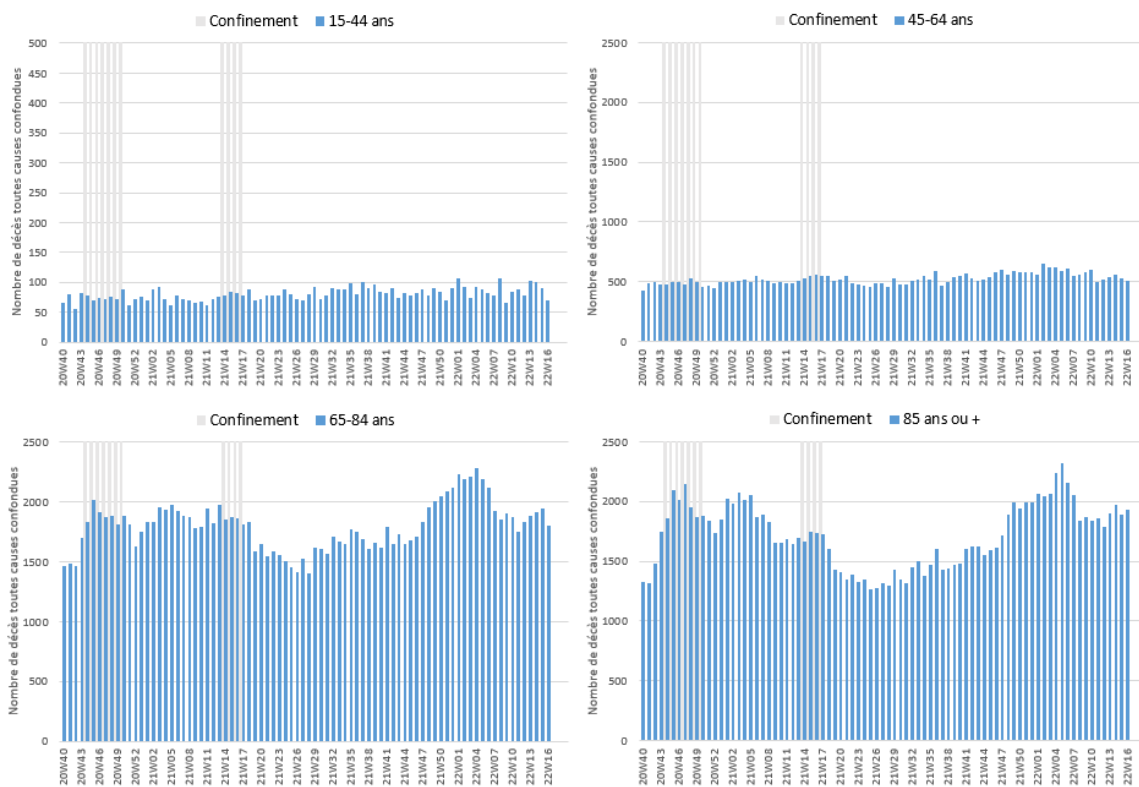 Confinement 15-44 ans
Nombre de décès toutes causes confondues
500
450
400
350
300
250
200
150
100
50
0
20W40 20W43 20W46 20W49 20W52 21W02 21W05 21W08 21W11 21W14 21W17 21W20 21W23 21W26 21W29 21W32 21W35 21W38 21W41 21W44 21W47 21W50 22W01 22W04 22W07 22W10 22W13 22W16
Confinement 45-64 ans
Nombre de décès toutes causes confondues
2500
2000
1500
1000
500
0
20W40 20W43 20W46 20W49 20W52 21W02 21W05 21W08 21W11 21W14 21W17 21W20 21W23 21W26 21W29 21W32 21W35 21W38 21W41 21W44 21W47 21W50 22W01 22W04 22W07 22W10 22W13 22W16
Confinement 65-84 ans
Nombre de décès toutes causes confondues
2500
2000
1500
1000
500
0
20W40 20W43 20W46 20W49 20W52 21W02 21W05 21W08 21W11 21W14 21W17 21W20 21W23 21W26 21W29 21W32 21W35 21W38 21W41 21W44 21W47 21W50 22W01 22W04 22W07 22W10 22W13 22W16
Confinement 85 ans ou +
Nombre de décès toutes causes confondues
2500
2000
1500
1000
500
0
20W40 20W43 20W46 20W49 20W52 21W02 21W05 21W08 21W11 21W14 21W17 21W20 21W23 21W26 21W29 21W32 21W35 21W38 21W41 21W44 21W47 21W50 22W01 22W04 22W07 22W10 22W13 22W16